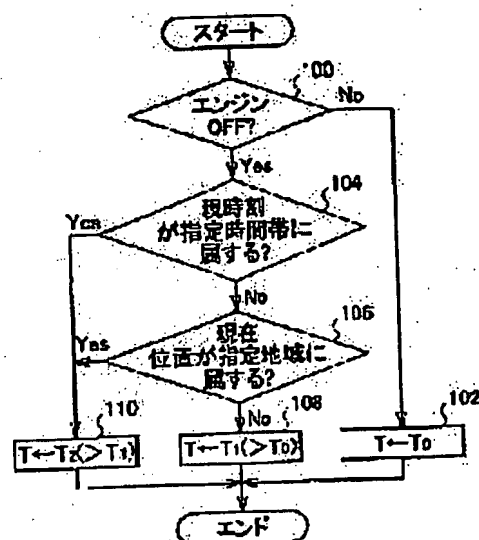 スタート
100
エンジン
OFF?
No
Yes
104
現時刻
が指定時間帯に
属する?
Yes
No
106
現在
位置が指定地域に
属する?
Yes
No
110
T←T2(>T1)
108
T←T1(>T0)
102
T←T0
エンド